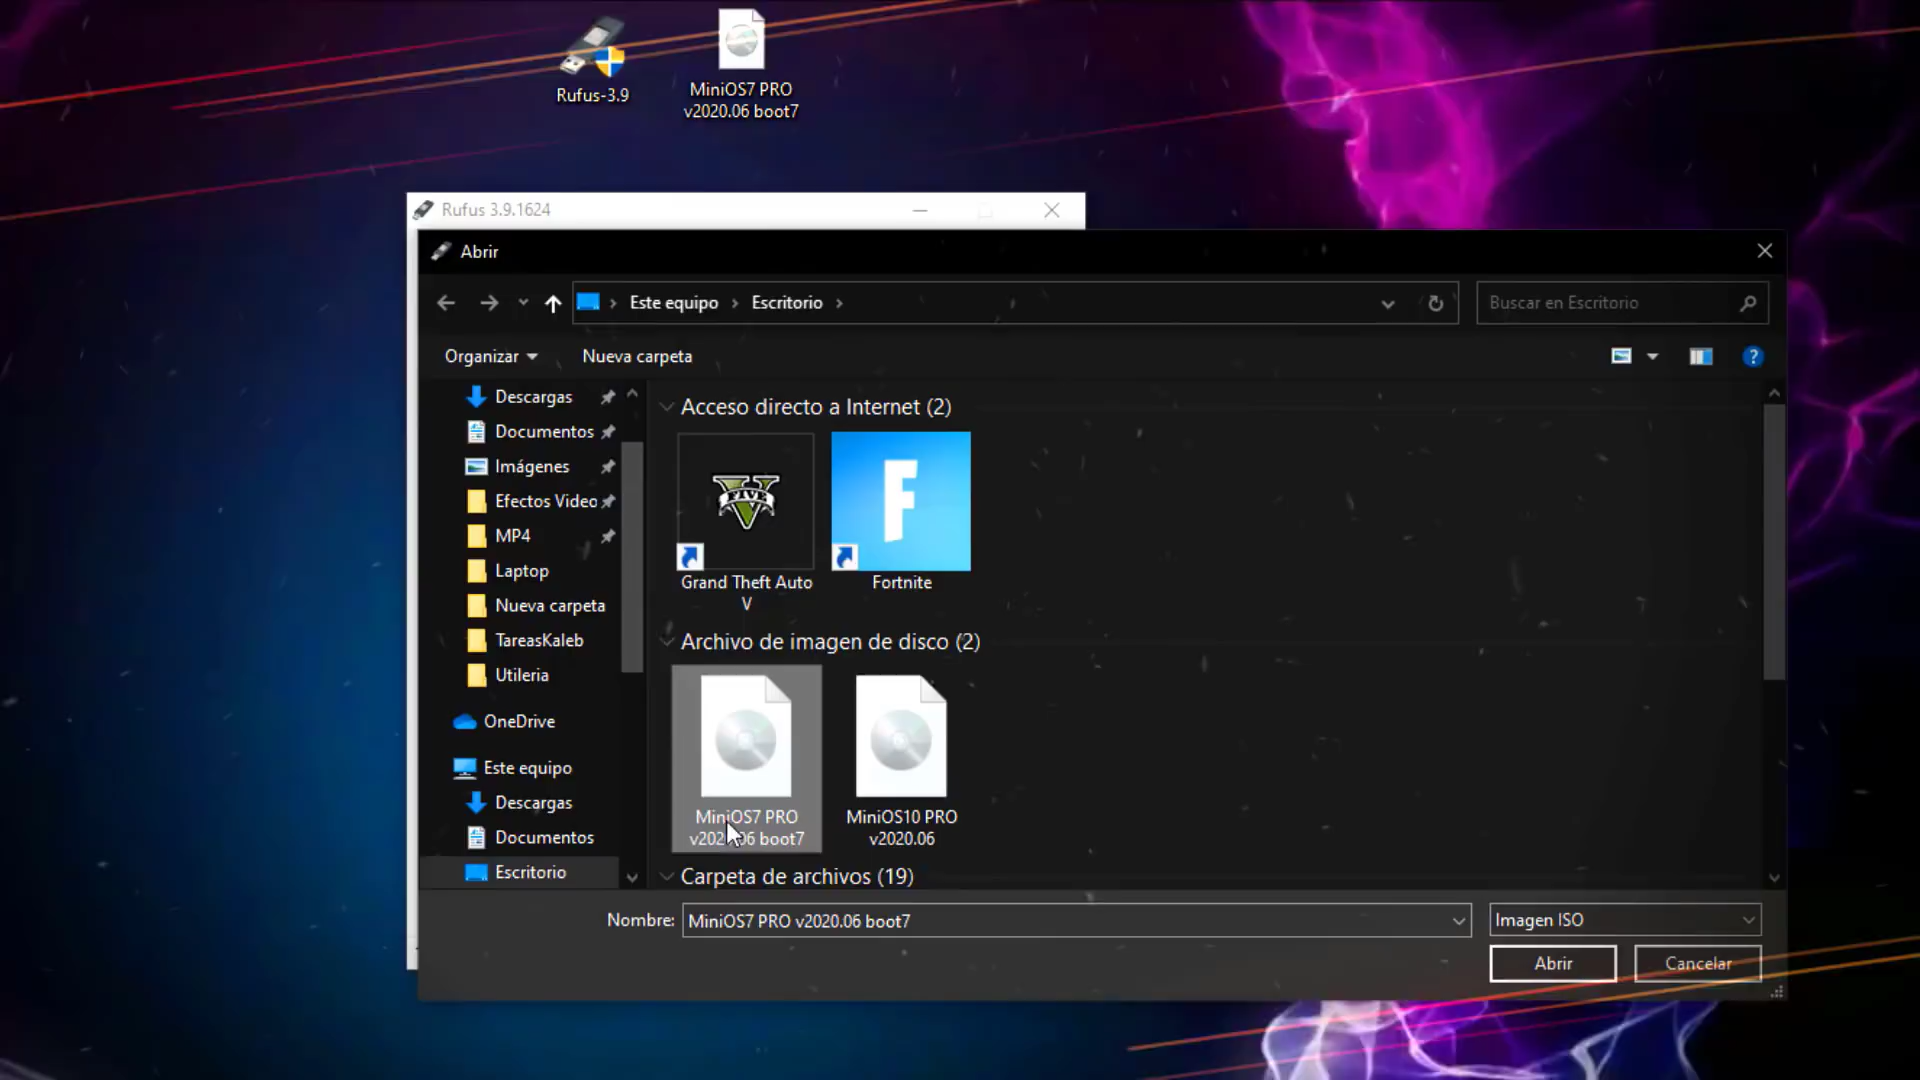 Rufus-3.9
MiniOS7 PRO
v2020.06 boot7
Rufus 3.9.1624
Abrir
Este equipo
Escritorio
Buscar en Escritorio
Organizar
Nueva carpeta
?
Descargas
Documentos
Imágenes
Efectos Videc
MP4
Laptop
Nueva carpeta
TareasKaleb
Utileria
OneDrive
Este equipo
Descargas
Documentos
Escritorio
Acceso directo a Internet (2)
FIVE
F
Grand Theft Auto
V
Fortnite
Archivo de imagen de disco (2)
MiniOS7 PRO
v2020.06 boot7
MiniOS10 PRO
v2020.06
Carpeta de archivos (19)
Nombre:
MiniOS7 PRO v2020.06 boot7
Imagen ISO
Abrir
Cancelar